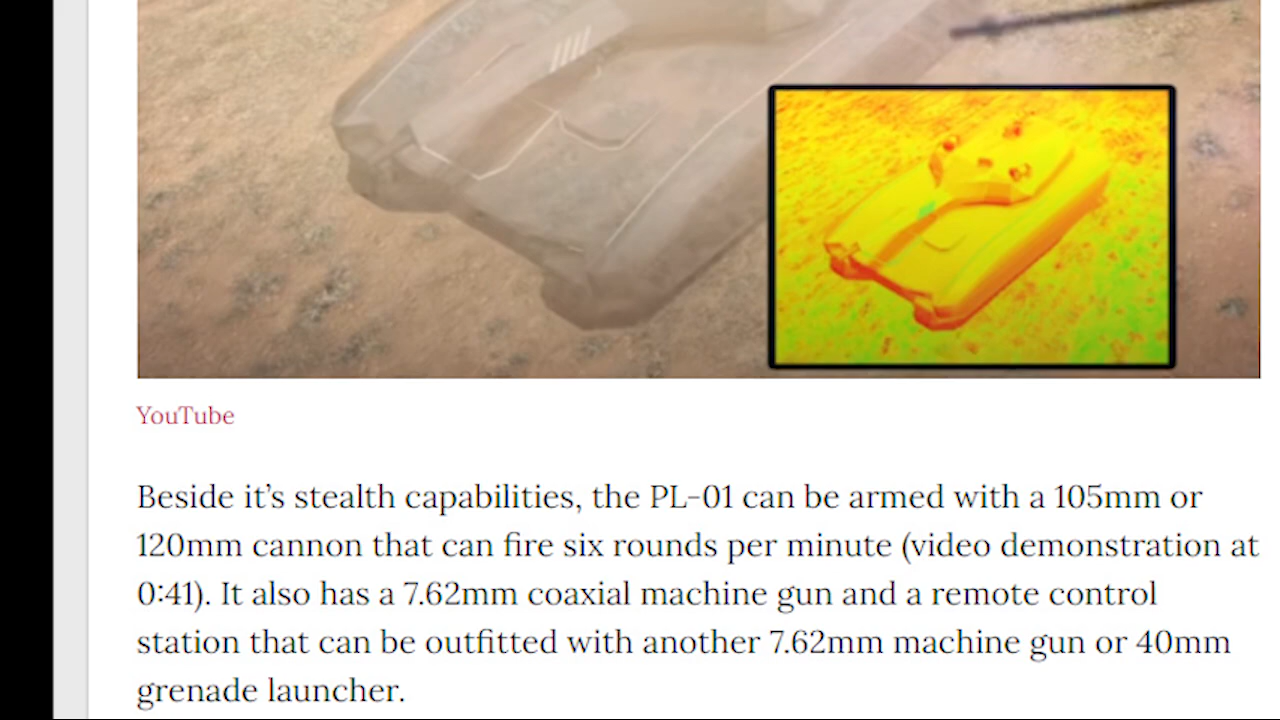 YouTube
Beside it’s stealth capabilities, the PL-01 can be armed with a 105mm or
120mm cannon that can fire six rounds per minute (video demonstration at
0:41). It also has a 7.62mm coaxial machine gun and a remote control
station that can be outfitted with another 7.62mm machine gun or 40mm
grenade launcher.